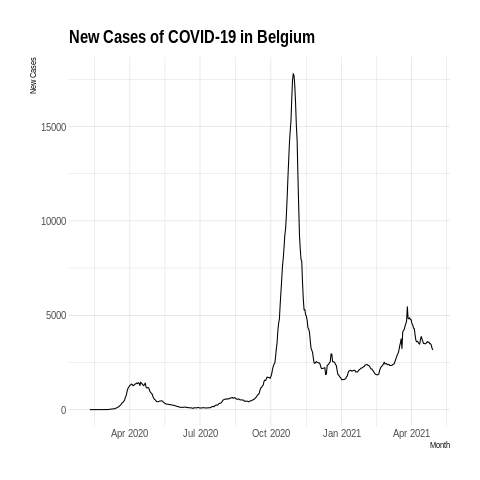 New Cases of COVID-19 in Belgium
New Cases
15000
10000
5000
0
Apr 2020 Jul 2020 Oct 2020 Jan 2021 Apr 2021
Month